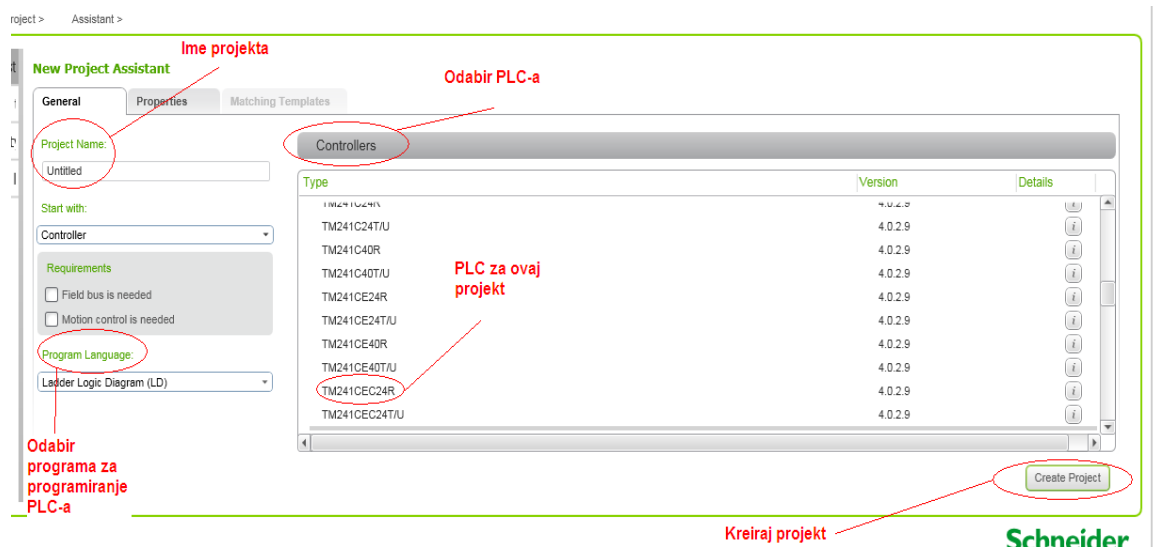 roject >
Assistant >
Ime projekta
New Project Assistant
Odabir PLC-a
General
Properties
Matching Templates
Project Name:
Controllers
Untitled
Type
Version
Details
Start with:
TM241C24R
4.0.2.9
Controller
TM241C24T/U
4.0.2.9
TM241C40R
4.0.2.9
Requirements
PLC za ovaj
projekt
TM241C40T/U
4.0.2.9
Field bus is needed
TM241CE24R
4.0.2.9
Motion control is needed
TM241CE24T/U
4.0.2.9
TM241CE40R
4.0.2.9
Program Language:
TM241CE40T/U
4.0.2.9
Ladder Logic Diagram (LD)
TM241CEC24R
4.0.2.9
TM241CEC24T/U
4.0.2.9
Odabir
programa za
programiranje
PLC-a
Create Project
Kreiraj projekt
Schneider